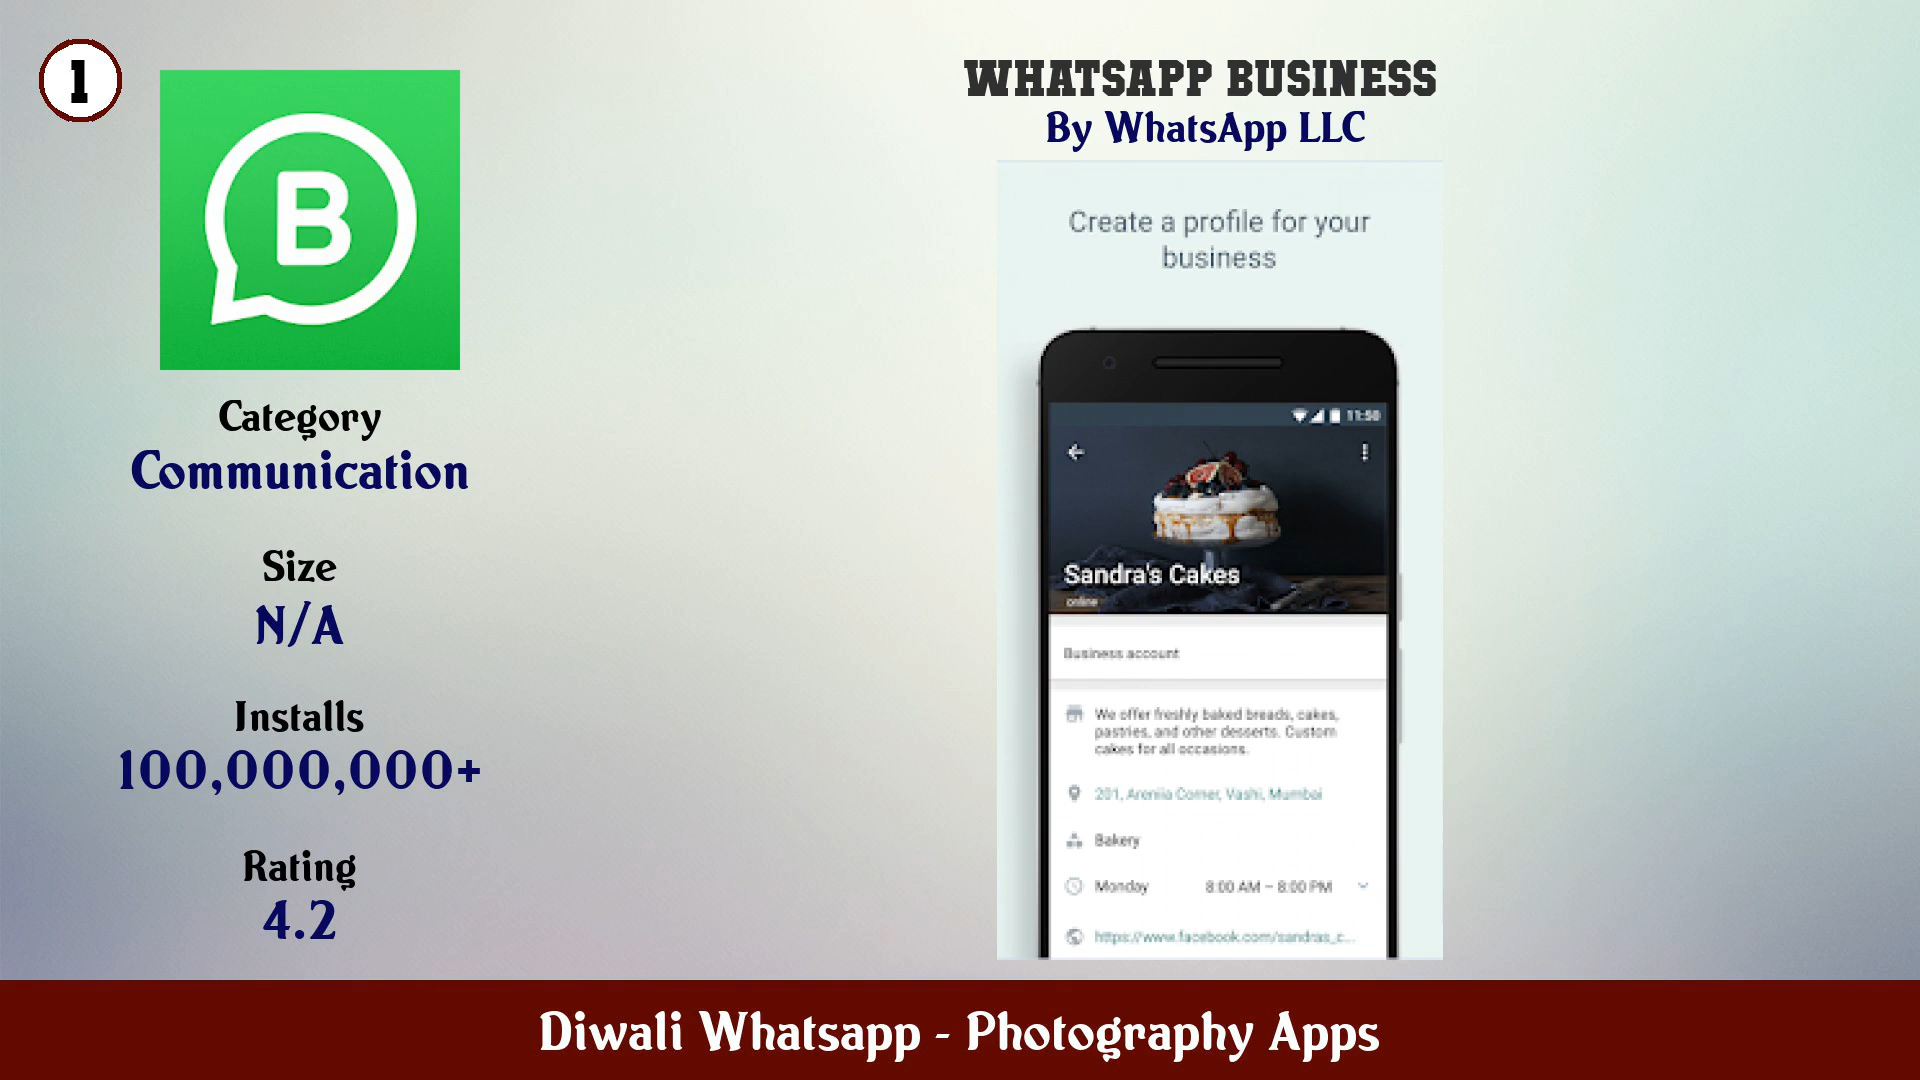 1
B
WHATSAPP BUSINESS
By WhatsApp LLC
Category
Communication
Size
N/A
Installs
100,000,000+
Rating
4.2
Create a profile for your
business
11:50
Sandra's Cakes
online
Business account
We offer freshly baked breads, cakes,
pastries, and other desserts. Custom
cakes for all occasions.
201, Areniia Corner, Vashi, Mumbai
Bakery
Monday 8:00 AM – 8:00 PM
https://www.facebook.com/sandras_c...
Diwali Whatsapp - Photography Apps